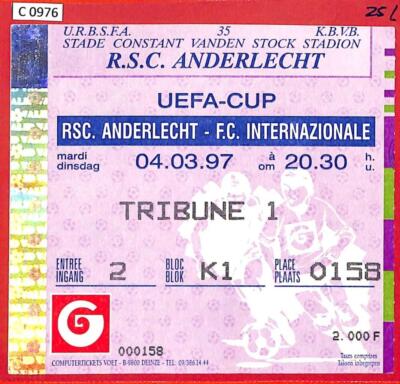 C 0976
25 L
U.R.B.S.F.A. 35 K.B.V.B.
STADE CONSTANT VANDEN STOCK STADION
R.S.C. ANDERLECHT
UEFA-CUP
RSC. ANDERLECHT - F.C. INTERNAZIONALE
mardi
dinsdag 04.03.97 à
om 20.30 h.
u.
TRIBUNE 1
ENTREE
INGANG 2 BLOC
BLOK K1 PLACE
PLAATS 0158
G
2.000 F
000158
Taxes comprises
Taksen inbegrepen
COMPUTERTICKETS VOET - B-9800 DEINZE - TEL. 09/386 14 44